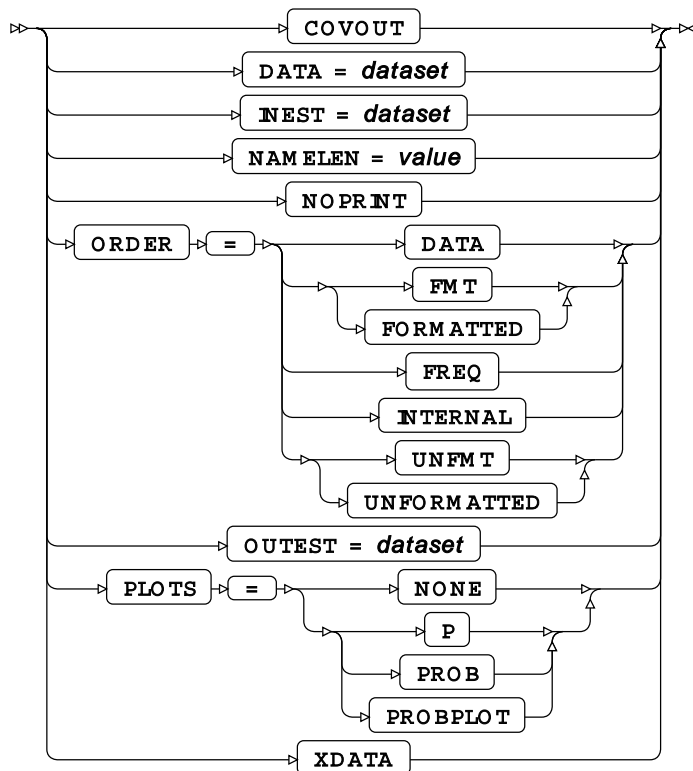 COVOUT
DATA = dataset
INEST = dataset
NAMELEN = value
NOPRINT
ORDER = DATA
FMT
FORMATTED
FREQ
INTERNAL
UNFMT
UNFORMATTED
OUTEST = dataset
PLOTS = NONE
P
PROB
PROBPLOT
XDATA